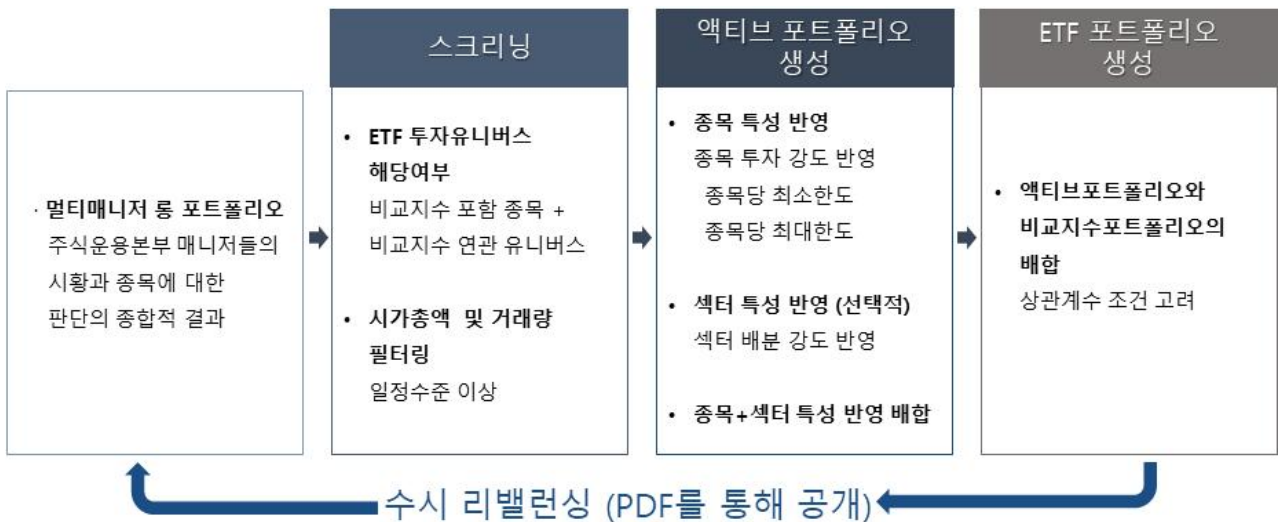 · 멀티매니저 롱 포트폴리오
주식운용본부 매니저들의
시황과 종목에 대한
판단의 종합적 결과
스크리닝
• ETF 투자유니버스
해당여부
비교지수 포함 종목 +
비교지수 연관 유니버스
• 시가총액 및 거래량
필터링
일정수준 이상
액티브 포트폴리오
생성
• 종목 특성 반영
종목 투자 강도 반영
종목당 최소한도
종목당 최대한도
• 섹터 특성 반영 (선택적)
섹터 배분 강도 반영
• 종목+섹터 특성 반영 배합
ETF 포트폴리오
생성
• 액티브포트폴리오와
비교지수포트폴리오의
배합
상관계수 조건 고려
수시 리밸런싱 (PDF를 통해 공개)